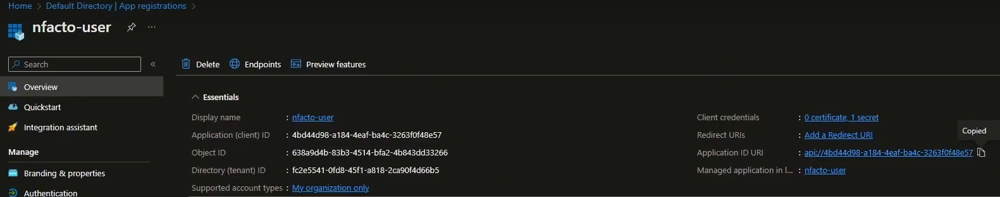 Home > Default Directory | App registrations >
nfacto-user ...
Search «
Delete Endpoints Preview features
Overview
Essentials
Quickstart
Display name : nfacto-user Client credentials : 0 certificate, 1 secret
Integration assistant
Application (client) ID : 4bd44d98-a184-4eaf-ba4c-3263f0f48e57 Redirect URIs : Add a Redirect URI Copied
Manage
Object ID : 638a9d4b-83b3-4514-bfa2-4b843dd33266 Application ID URI : api://4bd44d98-a184-4eaf-ba4c-3263f0f48e57
Branding & properties
Directory (tenant) ID : fc2e5541-0fd8-45f1-a818-2ca90f4d66b5 Managed application in l... : nfacto-user
Authentication
Supported account types : My organization only